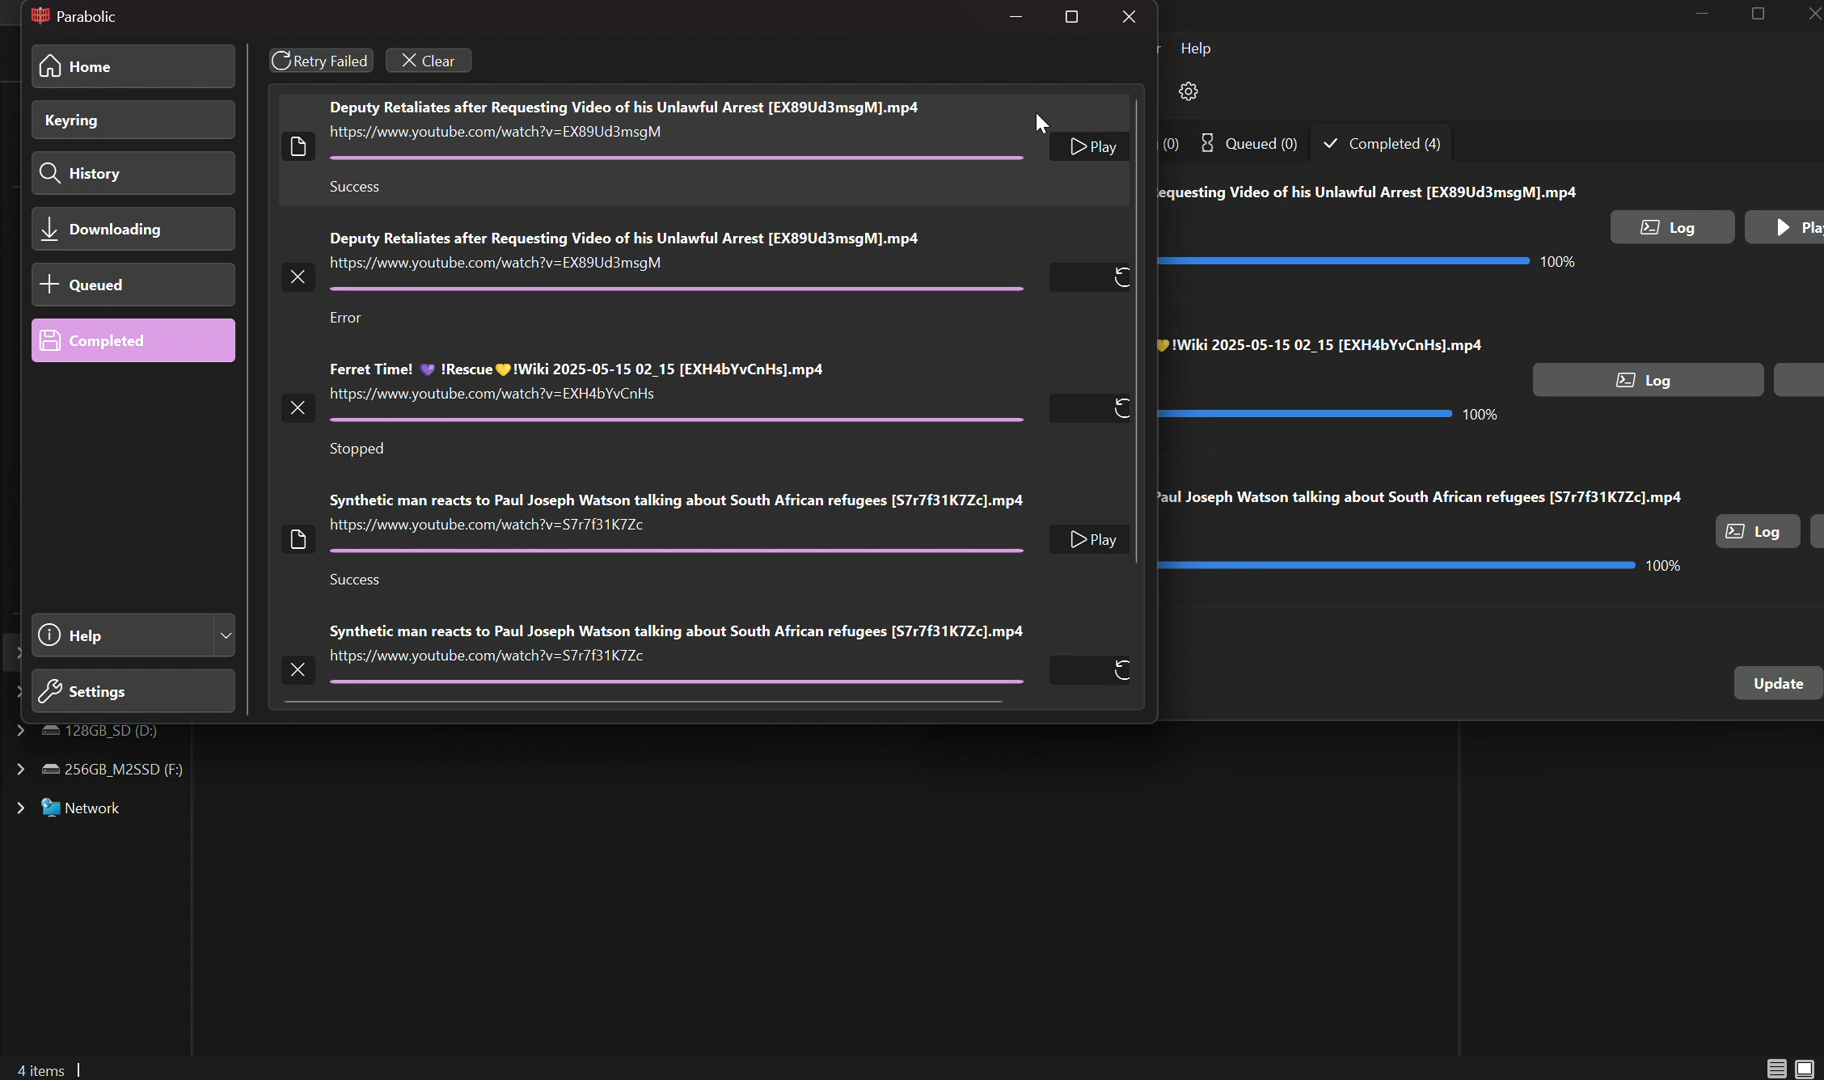 Parabolic
Home
Keyring
History
Downloading
Queued
Completed
Help
Settings
Retry Failed
Clear
Deputy Retaliates after Requesting Video of his Unlawful Arrest [EX89Ud3msgM].mp4
https://www.youtube.com/watch?v=EX89Ud3msgM
Play
Success
Deputy Retaliates after Requesting Video of his Unlawful Arrest [EX89Ud3msgM].mp4
https://www.youtube.com/watch?v=EX89Ud3msgM
Error
Ferret Time! 💜 !Rescue💛!Wiki 2025-05-15 02_15 [EXH4bYvCnHs].mp4
https://www.youtube.com/watch?v=EXH4bYvCnHs
Stopped
Synthetic man reacts to Paul Joseph Watson talking about South African refugees [S7r7f31K7Zc].mp4
https://www.youtube.com/watch?v=S7r7f31K7Zc
Play
Success
Synthetic man reacts to Paul Joseph Watson talking about South African refugees [S7r7f31K7Zc].mp4
https://www.youtube.com/watch?v=S7r7f31K7Zc
r Help
(0) Queued (0) Completed (4)
equesting Video of his Unlawful Arrest [EX89Ud3msgM].mp4
Log Pla
100%
💛!Wiki 2025-05-15 02_15 [EXH4bYvCnHs].mp4
Log
100%
Paul Joseph Watson talking about South African refugees [S7r7f31K7Zc].mp4
Log
100%
Update
128GB_SD (D:)
256GB_M2SSD (F:)
Network
4 items